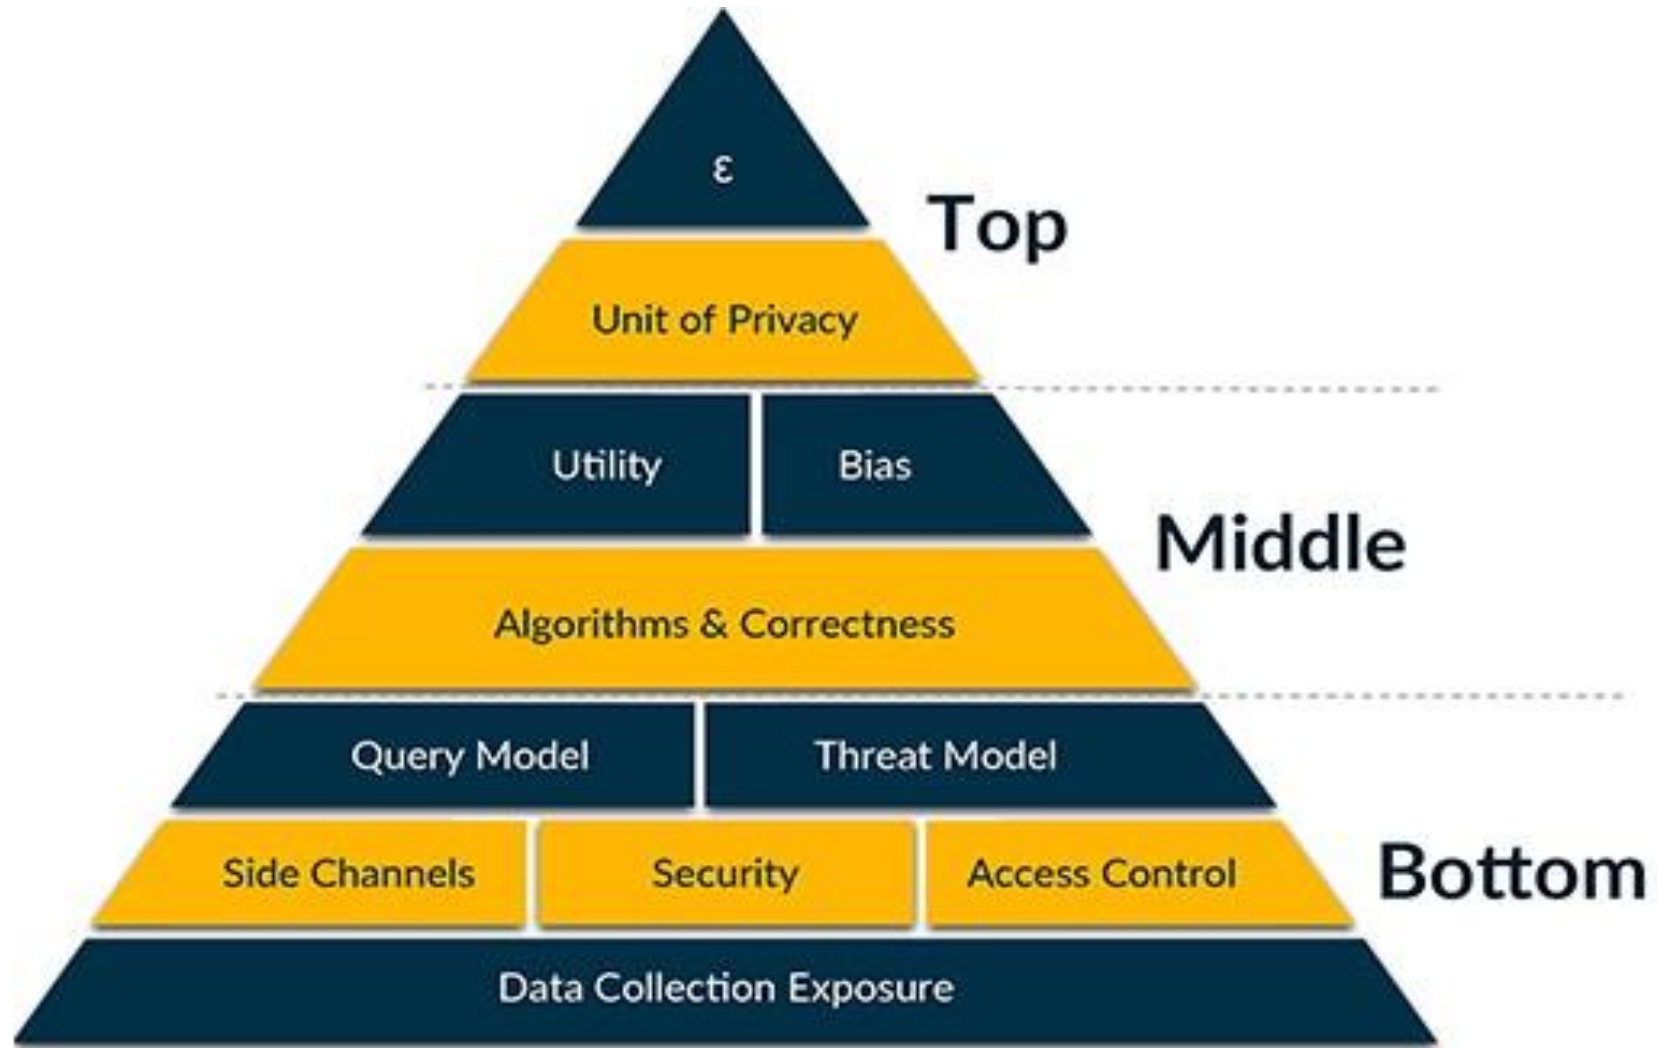 ε
Top
Unit of Privacy
Utility
Bias
Middle
Algorithms & Correctness
Query Model
Threat Model
Side Channels
Security
Access Control
Bottom
Data Collection Exposure